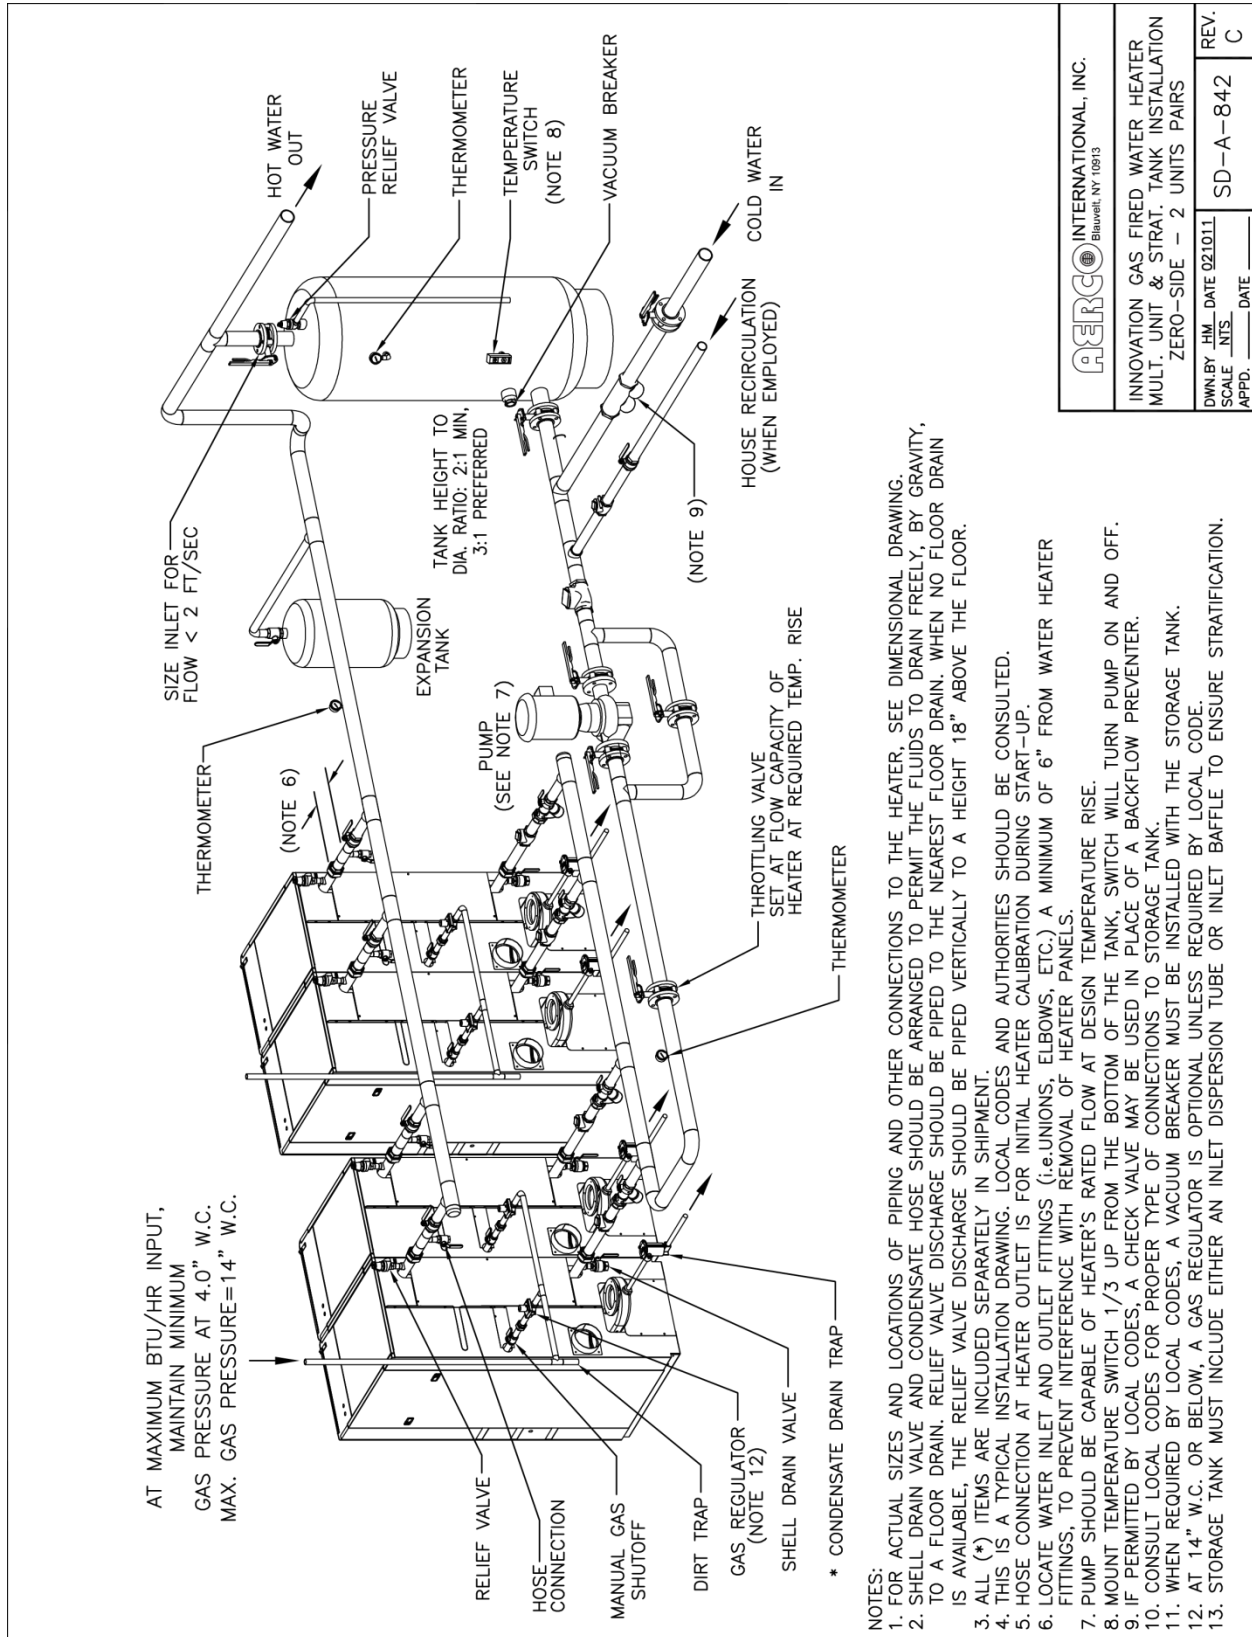 AT MAXIMUM BTU/HR INPUT,
MAINTAIN MINIMUM
GAS PRESSURE AT 4.0" W.C.
MAX. GAS PRESSURE=14" W.C.
THERMOMETER
(NOTE 6)
SIZE INLET FOR
FLOW < 2 FT/SEC
HOT WATER
OUT
PRESSURE
RELIEF VALVE
THERMOMETER
TEMPERATURE
SWITCH
(NOTE 8)
VACUUM BREAKER
EXPANSION
TANK
TANK HEIGHT TO
DIA. RATIO: 2:1 MIN,
3:1 PREFERRED
PUMP
(SEE NOTE 7)
COLD WATER
IN
HOUSE RECIRCULATION
(WHEN EMPLOYED)
(NOTE 9)
THROTTLING VALVE
SET AT FLOW CAPACITY OF
HEATER AT REQUIRED TEMP. RISE
THERMOMETER
RELIEF VALVE
HOSE
CONNECTION
MANUAL GAS
SHUTOFF
DIRT TRAP
GAS REGULATOR
(NOTE 12)
SHELL DRAIN VALVE
* CONDENSATE DRAIN TRAP
NOTES:
1. FOR ACTUAL SIZES AND LOCATIONS OF PIPING AND OTHER CONNECTIONS TO THE HEATER, SEE DIMENSIONAL DRAWING.
2. SHELL DRAIN VALVE AND CONDENSATE HOSE SHOULD BE ARRANGED TO PERMIT THE FLUIDS TO DRAIN FREELY, BY GRAVITY,
TO A FLOOR DRAIN. RELIEF VALVE DISCHARGE SHOULD BE PIPED TO THE NEAREST FLOOR DRAIN. WHEN NO FLOOR DRAIN
IS AVAILABLE, THE RELIEF VALVE DISCHARGE SHOULD BE PIPED VERTICALLY TO A HEIGHT 18" ABOVE THE FLOOR.
3. ALL (*) ITEMS ARE INCLUDED SEPARATELY IN SHIPMENT.
4. THIS IS A TYPICAL INSTALLATION DRAWING. LOCAL CODES AND AUTHORITIES SHOULD BE CONSULTED.
5. HOSE CONNECTION AT HEATER OUTLET IS FOR INITIAL HEATER CALIBRATION DURING START-UP.
6. LOCATE WATER INLET AND OUTLET FITTINGS (i.e.UNIONS, ELBOWS, ETC.) A MINIMUM OF 6" FROM WATER HEATER
FITTINGS, TO PREVENT INTERFERENCE WITH REMOVAL OF HEATER PANELS.
7. PUMP SHOULD BE CAPABLE OF HEATER'S RATED FLOW AT DESIGN TEMPERATURE RISE.
8. MOUNT TEMPERATURE SWITCH 1/3 UP FROM THE BOTTOM OF THE TANK, SWITCH WILL TURN PUMP ON AND OFF.
9. IF PERMITTED BY LOCAL CODES, A CHECK VALVE MAY BE USED IN PLACE OF A BACKFLOW PREVENTER.
10. CONSULT LOCAL CODES FOR PROPER TYPE OF CONNECTIONS TO STORAGE TANK.
11. WHEN REQUIRED BY LOCAL CODES, A VACUUM BREAKER MUST BE INSTALLED WITH THE STORAGE TANK.
12. AT 14" W.C. OR BELOW, A GAS REGULATOR IS OPTIONAL UNLESS REQUIRED BY LOCAL CODE.
13. STORAGE TANK MUST INCLUDE EITHER AN INLET DISPERSION TUBE OR INLET BAFFLE TO ENSURE STRATIFICATION.
AERCO INTERNATIONAL, INC.
Blauvelt, NY 10913
INNOVATION GAS FIRED WATER HEATER
MULT. UNIT & STRAT. TANK INSTALLATION
ZERO-SIDE - 2 UNITS PAIRS
DWN.BY HM DATE 021011
SCALE NTS
APPD. DATE
SD-A-842
REV.
C